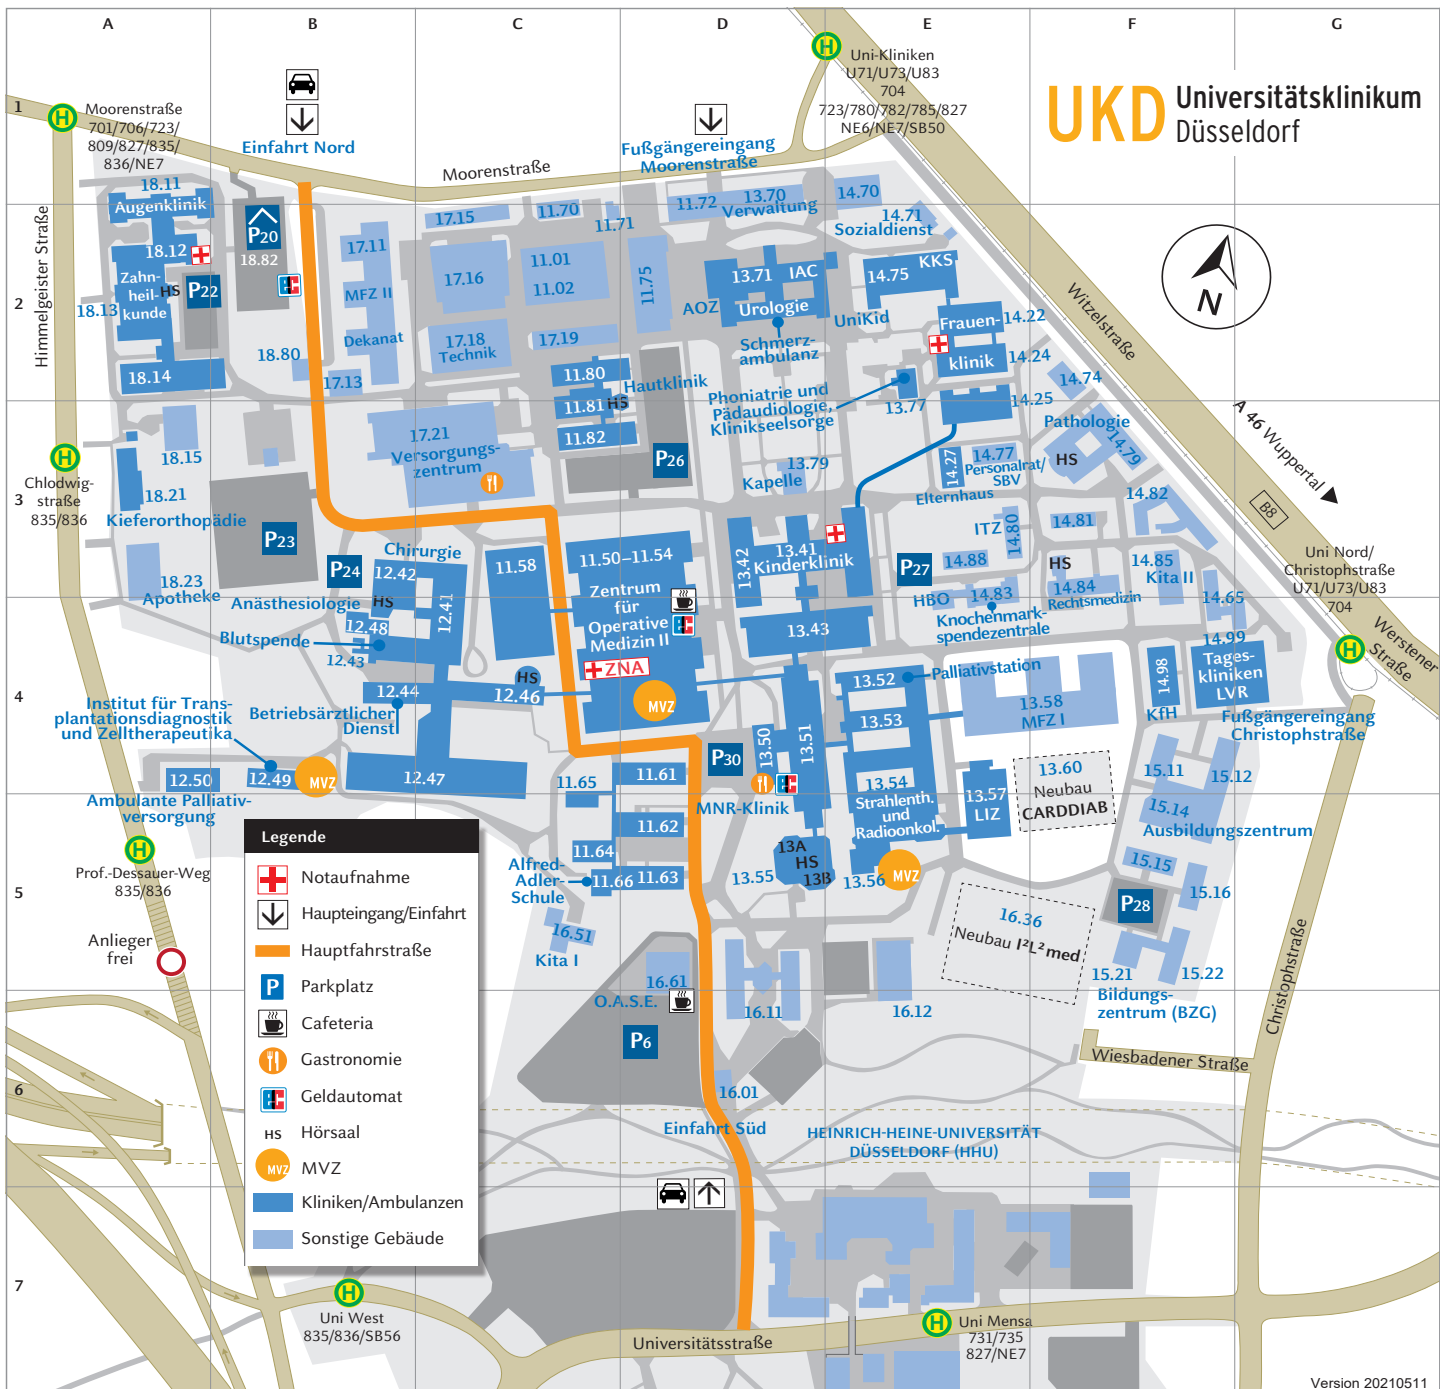 A
B
C
D
E
F
G
1
2
3
4
5
6
7
UKD Universitätsklinikum
Düsseldorf
H
Moorenstraße
701/706/723/
809/827/835/
836/NE7
Einfahrt Nord
Moorenstraße
Fußgängereingang
Moorenstraße
H
Uni-Kliniken
U71/U73/U83
704
723/780/782/785/827
NE6/NE7/SB50
Himmelgeister Straße
18.11
Augenklinik
18.12
Zahn-
heil-
kunde
HS
P22
18.13
18.14
P20
18.82
18.80
17.11
MFZ II
Dekanat
17.13
17.15
17.16
17.18
Technik
11.70
11.71
11.01
11.02
17.19
11.75
11.72
13.70
Verwaltung
14.70
14.71
Sozialdienst
13.71
IAC
AOZ
Urologie
Schmerz-
ambulanz
14.75
KKS
UniKid
Frauen-
klinik
14.22
14.24
14.25
Witzelstraße
N
11.80
11.81
HS
11.82
Hautklinik
P26
Phoniatrie und
Pädaudiologie,
Klinikseelsorge
13.77
14.74
Pathologie
HS
14.79
A 46 Wuppertal
B8
H
Chlodwig-
straße
835/836
18.15
18.21
Kieferorthopädie
18.23
Apotheke
P23
P24
17.21
Versorgungs-
zentrum
13.79
Kapelle
14.27
14.77
Personalrat/
SBV
Elternhaus
ITZ
14.80
14.81
14.82
HS
14.84
Rechtsmedizin
14.85
Kita II
14.65
14.88
HBO
14.83
Knochenmark-
spendezentrale
P27
Uni Nord/
Christophstraße
U71/U73/U83
704
H
Werstener
Straße
Chirurgie
12.42
HS
Anästhesiologie
12.48
12.41
Blutspende
12.43
12.44
Betriebsärztlicher
Dienstl
11.58
11.50–11.54
Zentrum
für
Operative
Medizin II
ZNA
MVZ
HS
12.46
13.42
13.41
Kinderklinik
13.43
13.52
Palliativstation
13.53
13.58
MFZ I
14.98
KfH
14.99
Tages-
kliniken
LVR
Fußgängereingang
Christophstraße
Institut für Trans-
plantationsdiagnostik
und Zelltherapeutika
12.50
12.49
MVZ
12.47
Ambulante Palliativ-
versorgung
11.65
11.61
11.62
11.64
11.66
11.63
Alfred-
Adler-
Schule
P30
13.50
13.51
MNR-Klinik
13.54
Strahlenth.
und
Radioonkol.
13.57
LIZ
13A
HS
13B
13.55
13.56
MVZ
13.60
Neubau
CARDDIAB
15.11
15.12
15.14
Ausbildungszentrum
15.15
15.16
P28
15.21
15.22
Bildungs-
zentrum (BZG)
16.36
Neubau I²L²med
H
Prof.-Dessauer-Weg
835/836
Anlieger
frei
16.51
Kita I
16.61
O.A.S.E.
P6
16.11
16.12
16.01
Einfahrt Süd
Wiesbadener Straße
Christophstraße
HEINRICH-HEINE-UNIVERSITÄT
DÜSSELDORF (HHU)
Legende
Notaufnahme
Haupteingang/Einfahrt
Hauptfahrstraße
P Parkplatz
Cafeteria
Gastronomie
Geldautomat
HS Hörsaal
MVZ MVZ
Kliniken/Ambulanzen
Sonstige Gebäude
H
Uni West
835/836/SB56
Universitätsstraße
H
Uni Mensa
731/735
827/NE7
Version 20210511